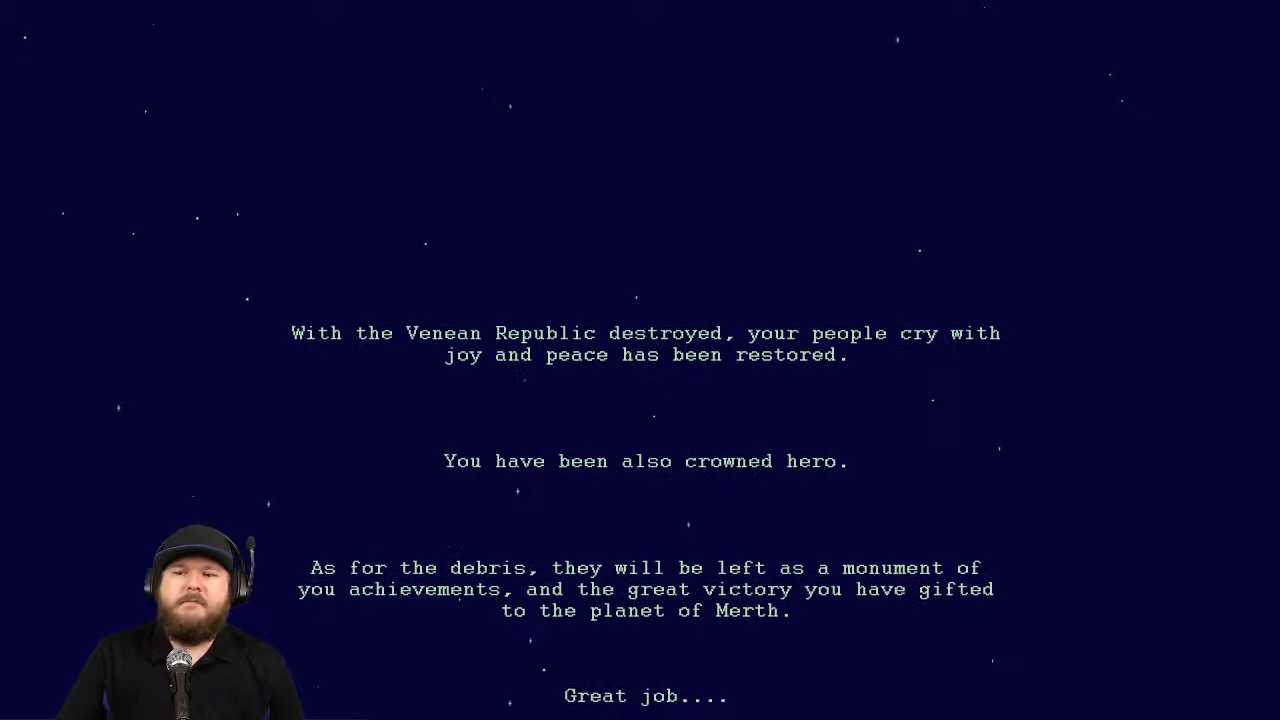 With the Venean Republic destroyed, your people cry with
joy and peace has been restored.
You have been also crowned hero.
As for the debris, they will be left as a monument of
you achievements, and the great victory you have gifted
to the planet of Merth.
Great job....